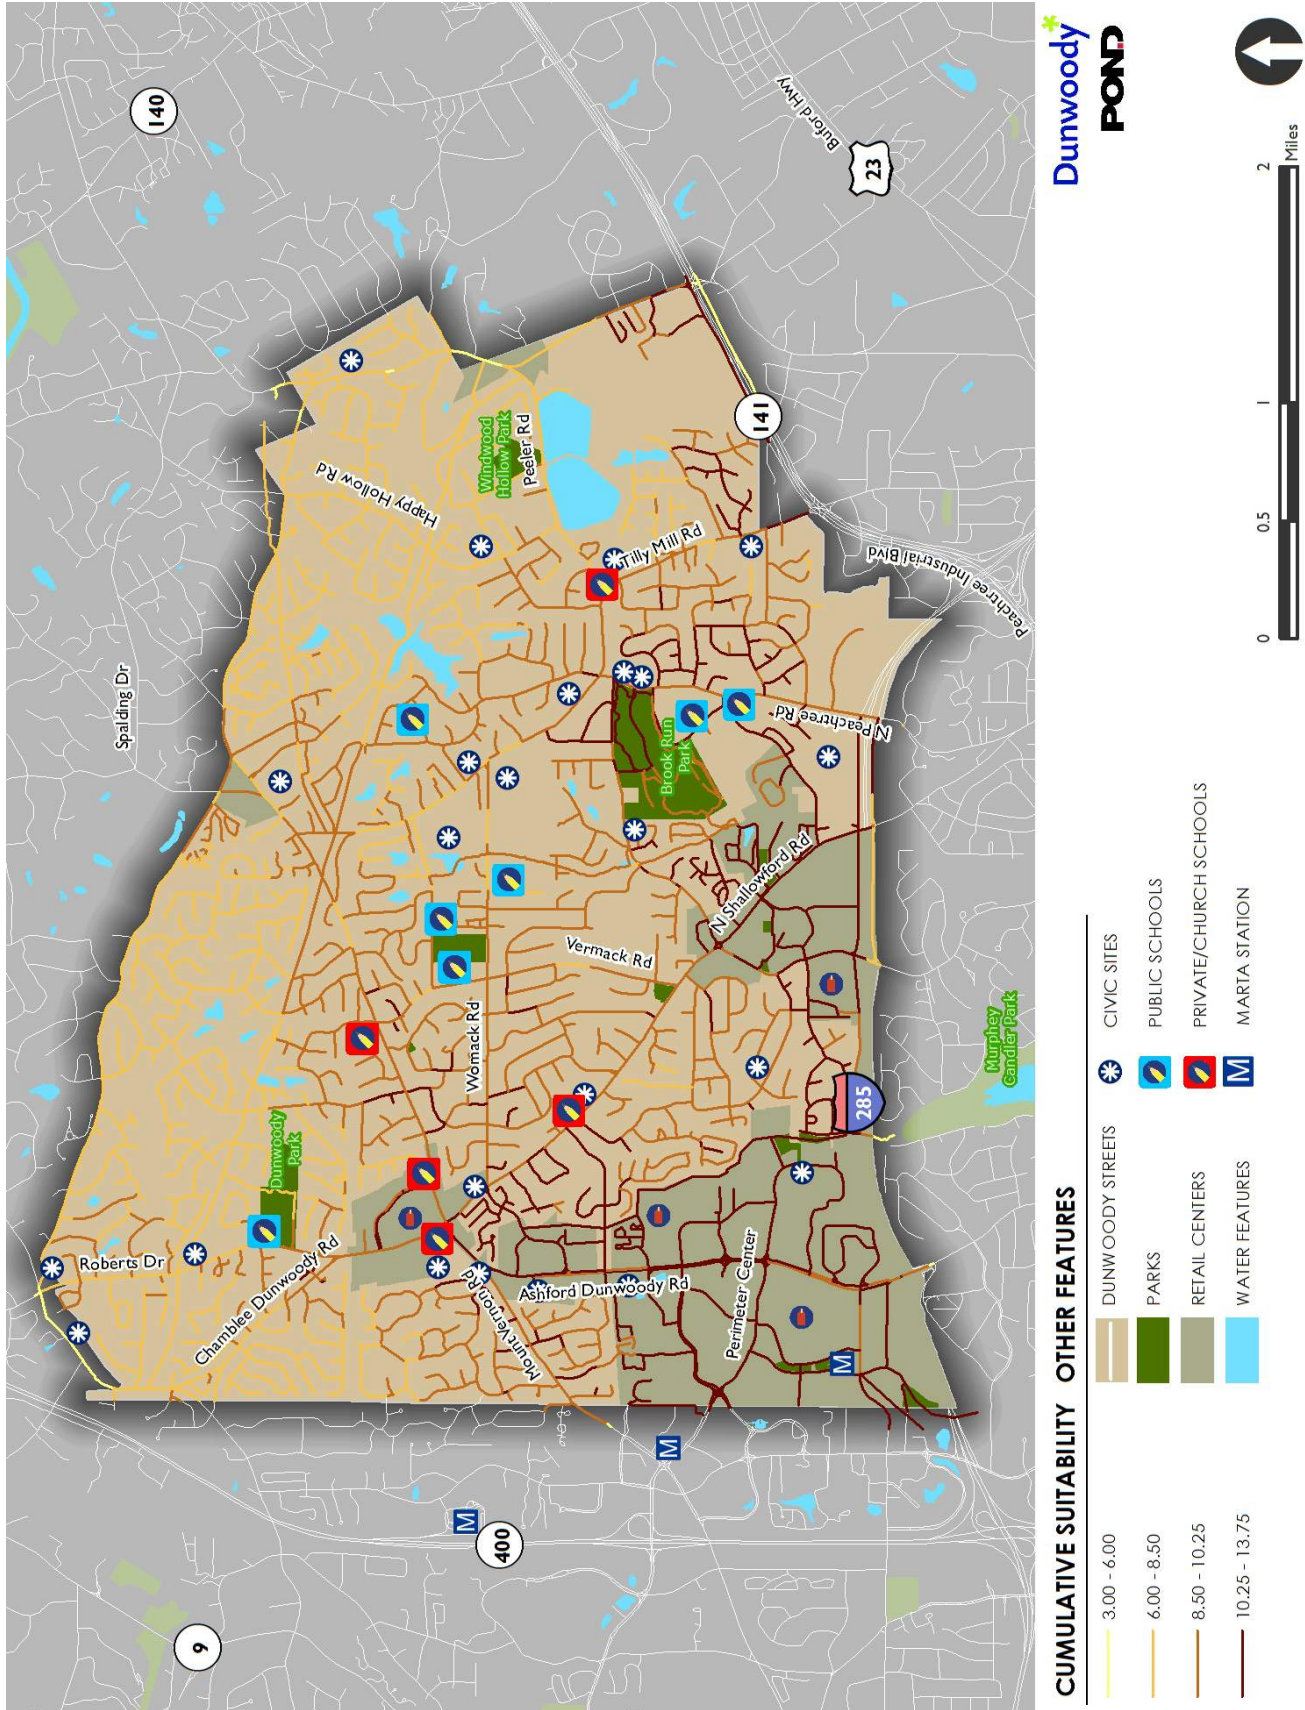 140
Spalding Dr
Roberts Dr
Dunwoody
Park
Chamblee Dunwoody Rd
Happy Hollow Rd
Windwood
Hollow Park
Peeler Rd
Womack Rd
Vermack Rd
Tilly Mill Rd
Mount Vernon Rd
Ashford Dunwoody Rd
Brook Run
Park
N Peachtree Rd
N Shallowford Rd
Perimeter Center
141
Buford Hwy
23
Peachtree Industrial Blvd
285
Murphey
Candler Park
9
400
M
M
M
CUMULATIVE SUITABILITY
3.00 - 6.00
6.00 - 8.50
8.50 - 10.25
10.25 - 13.75
OTHER FEATURES
DUNWOODY STREETS
PARKS
RETAIL CENTERS
WATER FEATURES
CIVIC SITES
PUBLIC SCHOOLS
PRIVATE/CHURCH SCHOOLS
M MARTA STATION
0 0.5 1 2
Miles
Dunwoody*
POND